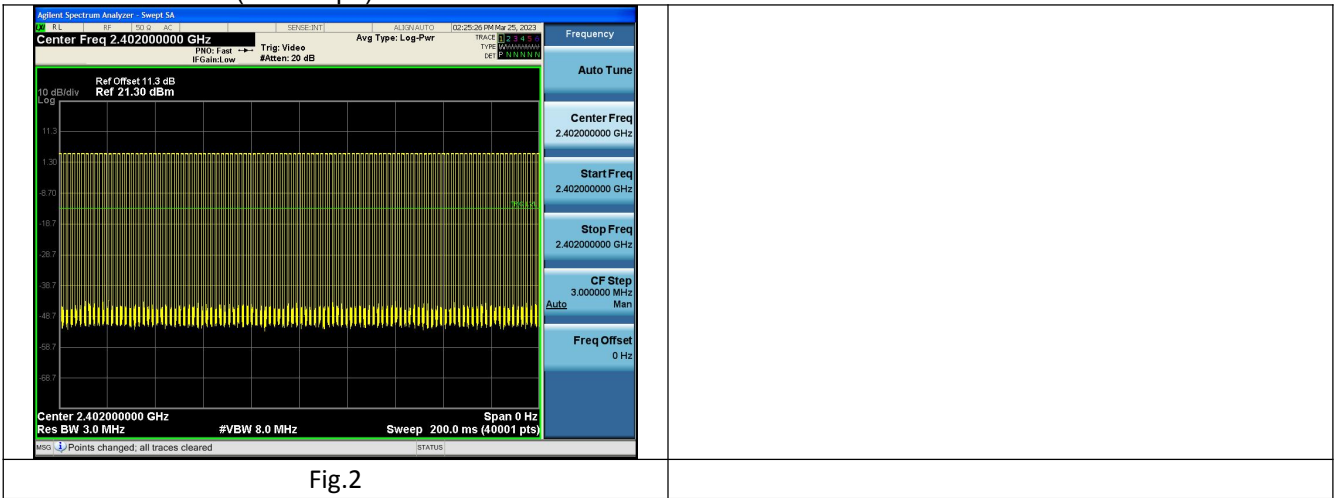 Agilent Spectrum Analyzer - Swept SA
RL RF 50 Ω AC SENSE:INT ALIGN AUTO 02:25:26 PM Mar 25, 2023
Center Freq 2.402000000 GHz Avg Type: Log-Pwr TRACE 1 2 3 4 5 6
PNO: Fast Trig: Video TYPE
IFGain:Low #Atten: 20 dB DET P N N N N N
Frequency
Auto Tune
Ref Offset 11.3 dB
10 dB/div Ref 21.30 dBm
Log
11.3
1.30
-8.70
-18.7
-28.7
-38.7
-48.7
-58.7
-68.7
Center Freq
2.402000000 GHz
Start Freq
2.402000000 GHz
Stop Freq
2.402000000 GHz
CF Step
3.000000 MHz
Auto Man
Freq Offset
0 Hz
Center 2.402000000 GHz Span 0 Hz
Res BW 3.0 MHz #VBW 8.0 MHz Sweep 200.0 ms (40001 pts)
MSG Points changed; all traces cleared STATUS
Fig.2